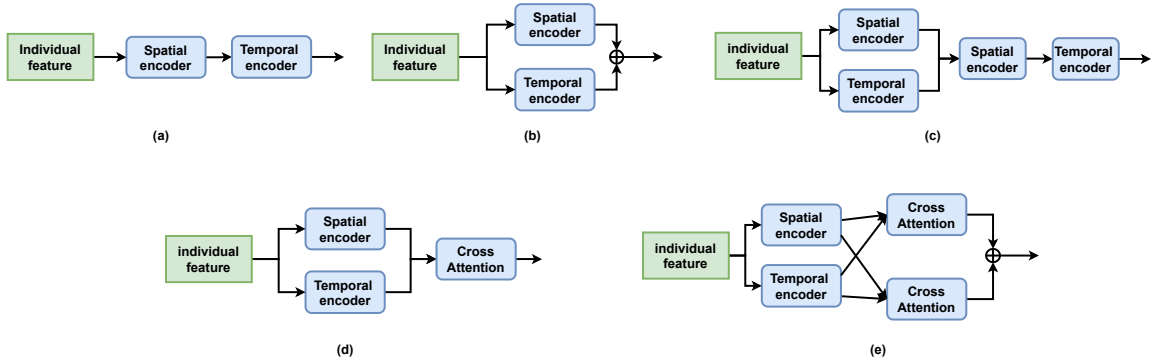 Individual
feature
Spatial
encoder
Temporal
encoder
(a)
Individual
feature
Spatial
encoder
Temporal
encoder
(b)
individual
feature
Spatial
encoder
Temporal
encoder
Spatial
encoder
Temporal
encoder
(c)
individual
feature
Spatial
encoder
Temporal
encoder
Cross
Attention
(d)
individual
feature
Spatial
encoder
Temporal
encoder
Cross
Attention
Cross
Attention
(e)